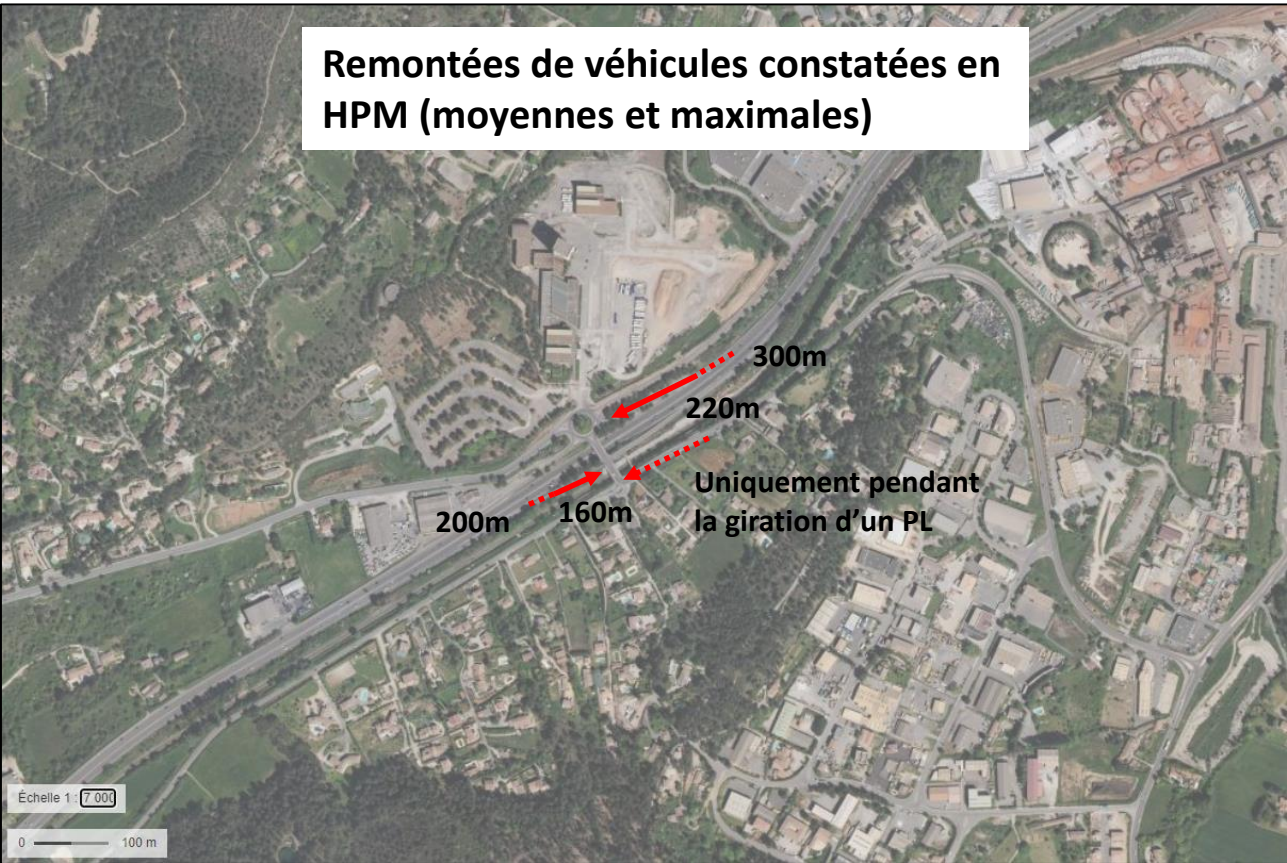 Remontées de véhicules constatées en
HPM (moyennes et maximales)
300m
220m
Uniquement pendant
la giration d’un PL
200m
160m
Échelle 1 : 7 000
0
100 m